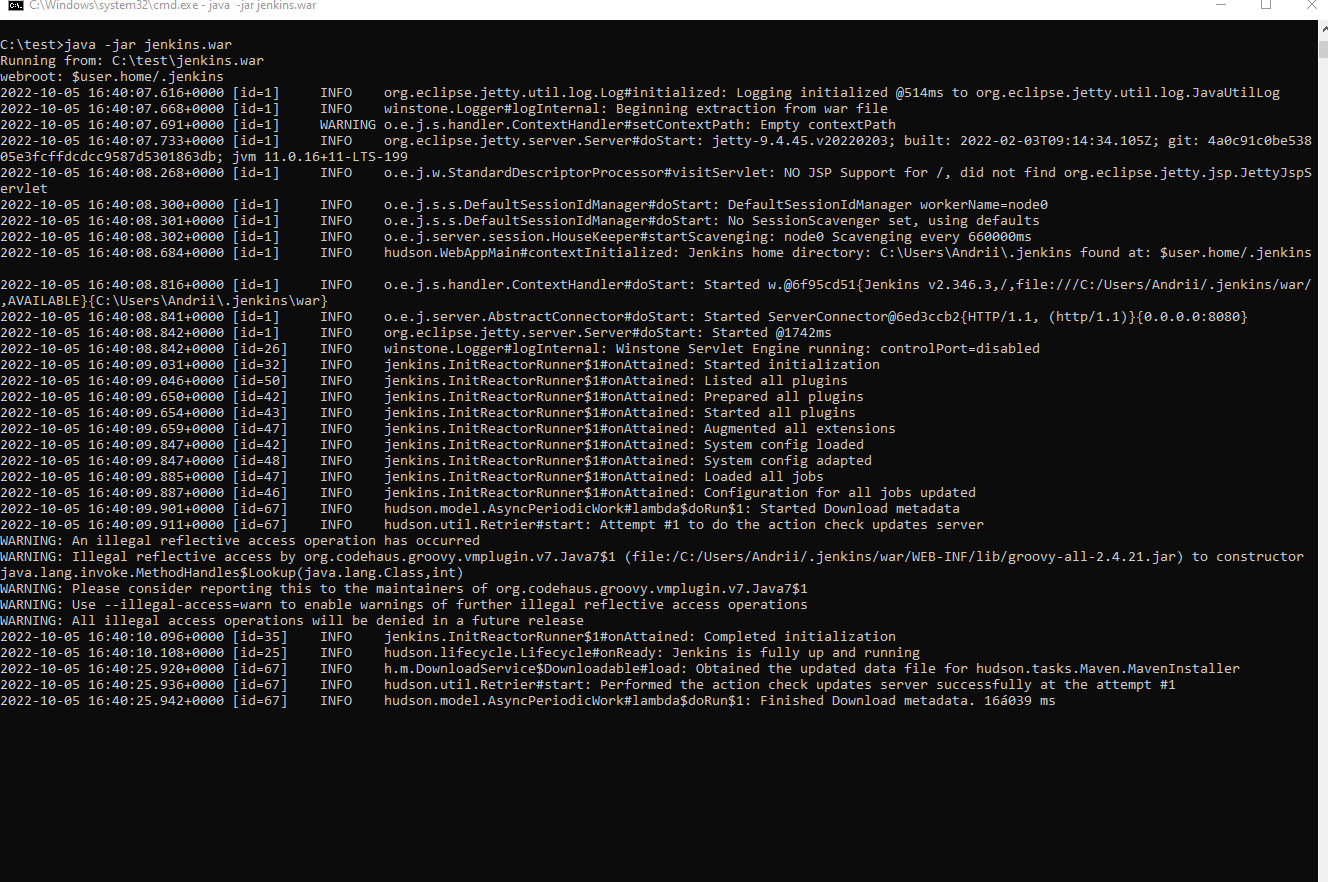 C:\Windows\system32\cmd.exe - java -jar jenkins.war
C:\test>java -jar jenkins.war
Running from: C:\test\jenkins.war
webroot: $user.home/.jenkins
2022-10-05 16:40:07.616+0000 [id=1]     INFO    org.eclipse.jetty.util.log.Log#initialized: Logging initialized @514ms to org.eclipse.jetty.util.log.JavaUtilLog
2022-10-05 16:40:07.668+0000 [id=1]     INFO    winstone.Logger#logInternal: Beginning extraction from war file
2022-10-05 16:40:07.691+0000 [id=1]     WARNING o.e.j.s.handler.ContextHandler#setContextPath: Empty contextPath
2022-10-05 16:40:07.733+0000 [id=1]     INFO    org.eclipse.jetty.server.Server#doStart: jetty-9.4.45.v20220203; built: 2022-02-03T09:14:34.105Z; git: 4a0c91c0be538
05e3fcffdcdcc9587d5301863db; jvm 11.0.16+11-LTS-199
2022-10-05 16:40:08.268+0000 [id=1]     INFO    o.e.j.w.StandardDescriptorProcessor#visitServlet: NO JSP Support for /, did not find org.eclipse.jetty.jsp.JettyJspS
ervlet
2022-10-05 16:40:08.300+0000 [id=1]     INFO    o.e.j.s.s.DefaultSessionIdManager#doStart: DefaultSessionIdManager workerName=node0
2022-10-05 16:40:08.301+0000 [id=1]     INFO    o.e.j.s.s.DefaultSessionIdManager#doStart: No SessionScavenger set, using defaults
2022-10-05 16:40:08.302+0000 [id=1]     INFO    o.e.j.server.session.HouseKeeper#startScavenging: node0 Scavenging every 660000ms
2022-10-05 16:40:08.684+0000 [id=1]     INFO    hudson.WebAppMain#contextInitialized: Jenkins home directory: C:\Users\Andrii\.jenkins found at: $user.home/.jenkins
2022-10-05 16:40:08.816+0000 [id=1]     INFO    o.e.j.s.handler.ContextHandler#doStart: Started w.@6f95cd51{Jenkins v2.346.3,/,file:///C:/Users/Andrii/.jenkins/war/
,AVAILABLE}{C:\Users\Andrii\.jenkins\war}
2022-10-05 16:40:08.841+0000 [id=1]     INFO    o.e.j.server.AbstractConnector#doStart: Started ServerConnector@6ed3ccb2{HTTP/1.1, (http/1.1)}{0.0.0.0:8080}
2022-10-05 16:40:08.842+0000 [id=1]     INFO    org.eclipse.jetty.server.Server#doStart: Started @1742ms
2022-10-05 16:40:08.842+0000 [id=26]    INFO    winstone.Logger#logInternal: Winstone Servlet Engine running: controlPort=disabled
2022-10-05 16:40:09.031+0000 [id=32]    INFO    jenkins.InitReactorRunner$1#onAttained: Started initialization
2022-10-05 16:40:09.046+0000 [id=50]    INFO    jenkins.InitReactorRunner$1#onAttained: Listed all plugins
2022-10-05 16:40:09.650+0000 [id=42]    INFO    jenkins.InitReactorRunner$1#onAttained: Prepared all plugins
2022-10-05 16:40:09.654+0000 [id=43]    INFO    jenkins.InitReactorRunner$1#onAttained: Started all plugins
2022-10-05 16:40:09.659+0000 [id=47]    INFO    jenkins.InitReactorRunner$1#onAttained: Augmented all extensions
2022-10-05 16:40:09.847+0000 [id=42]    INFO    jenkins.InitReactorRunner$1#onAttained: System config loaded
2022-10-05 16:40:09.847+0000 [id=48]    INFO    jenkins.InitReactorRunner$1#onAttained: System config adapted
2022-10-05 16:40:09.885+0000 [id=47]    INFO    jenkins.InitReactorRunner$1#onAttained: Loaded all jobs
2022-10-05 16:40:09.887+0000 [id=46]    INFO    jenkins.InitReactorRunner$1#onAttained: Configuration for all jobs updated
2022-10-05 16:40:09.901+0000 [id=67]    INFO    hudson.model.AsyncPeriodicWork#lambda$doRun$1: Started Download metadata
2022-10-05 16:40:09.911+0000 [id=67]    INFO    hudson.util.Retrier#start: Attempt #1 to do the action check updates server
WARNING: An illegal reflective access operation has occurred
WARNING: Illegal reflective access by org.codehaus.groovy.vmplugin.v7.Java7$1 (file:/C:/Users/Andrii/.jenkins/war/WEB-INF/lib/groovy-all-2.4.21.jar) to constructor
java.lang.invoke.MethodHandles$Lookup(java.lang.Class,int)
WARNING: Please consider reporting this to the maintainers of org.codehaus.groovy.vmplugin.v7.Java7$1
WARNING: Use --illegal-access=warn to enable warnings of further illegal reflective access operations
WARNING: All illegal access operations will be denied in a future release
2022-10-05 16:40:10.096+0000 [id=35]    INFO    jenkins.InitReactorRunner$1#onAttained: Completed initialization
2022-10-05 16:40:10.108+0000 [id=25]    INFO    hudson.lifecycle.Lifecycle#onReady: Jenkins is fully up and running
2022-10-05 16:40:25.920+0000 [id=67]    INFO    h.m.DownloadService$Downloadable#load: Obtained the updated data file for hudson.tasks.Maven.MavenInstaller
2022-10-05 16:40:25.936+0000 [id=67]    INFO    hudson.util.Retrier#start: Performed the action check updates server successfully at the attempt #1
2022-10-05 16:40:25.942+0000 [id=67]    INFO    hudson.model.AsyncPeriodicWork#lambda$doRun$1: Finished Download metadata. 16á039 ms